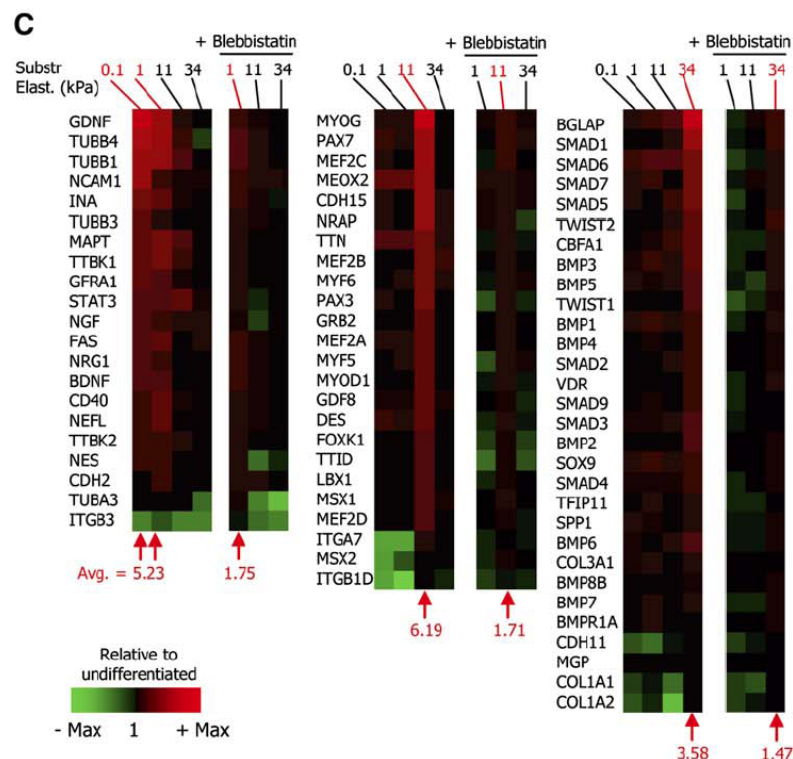 C
+ Blebbistatin
+ Blebbistatin
+ Blebbistatin
Substr
Elast. (kPa)
0.1 1 11 34
1 11 34
0.1 1 11 34
1 11 34
0.1 1 11 34
1 11 34
GDNF
TUBB4
TUBB1
NCAM1
INA
TUBB3
MAPT
TTBK1
GFRA1
STAT3
NGF
FAS
NRG1
BDNF
CD40
NEFL
TTBK2
NES
CDH2
TUBA3
ITGB3
Avg. = 5.23
1.75
MYOG
PAX7
MEF2C
MEOX2
CDH15
NRAP
TTN
MEF2B
MYF6
PAX3
GRB2
MEF2A
MYF5
MYOD1
GDF8
DES
FOXK1
TTID
LBX1
MSX1
MEF2D
ITGA7
MSX2
ITGB1D
6.19
1.71
BGLAP
SMAD1
SMAD6
SMAD7
SMAD5
TWIST2
CBFA1
BMP3
BMP5
TWIST1
BMP1
BMP4
SMAD2
VDR
SMAD9
SMAD3
BMP2
SOX9
SMAD4
TFIP11
SPP1
BMP6
COL3A1
BMP8B
BMP7
BMPR1A
CDH11
MGP
COL1A1
COL1A2
3.58
1.47
Relative to
undifferentiated
- Max 1 + Max